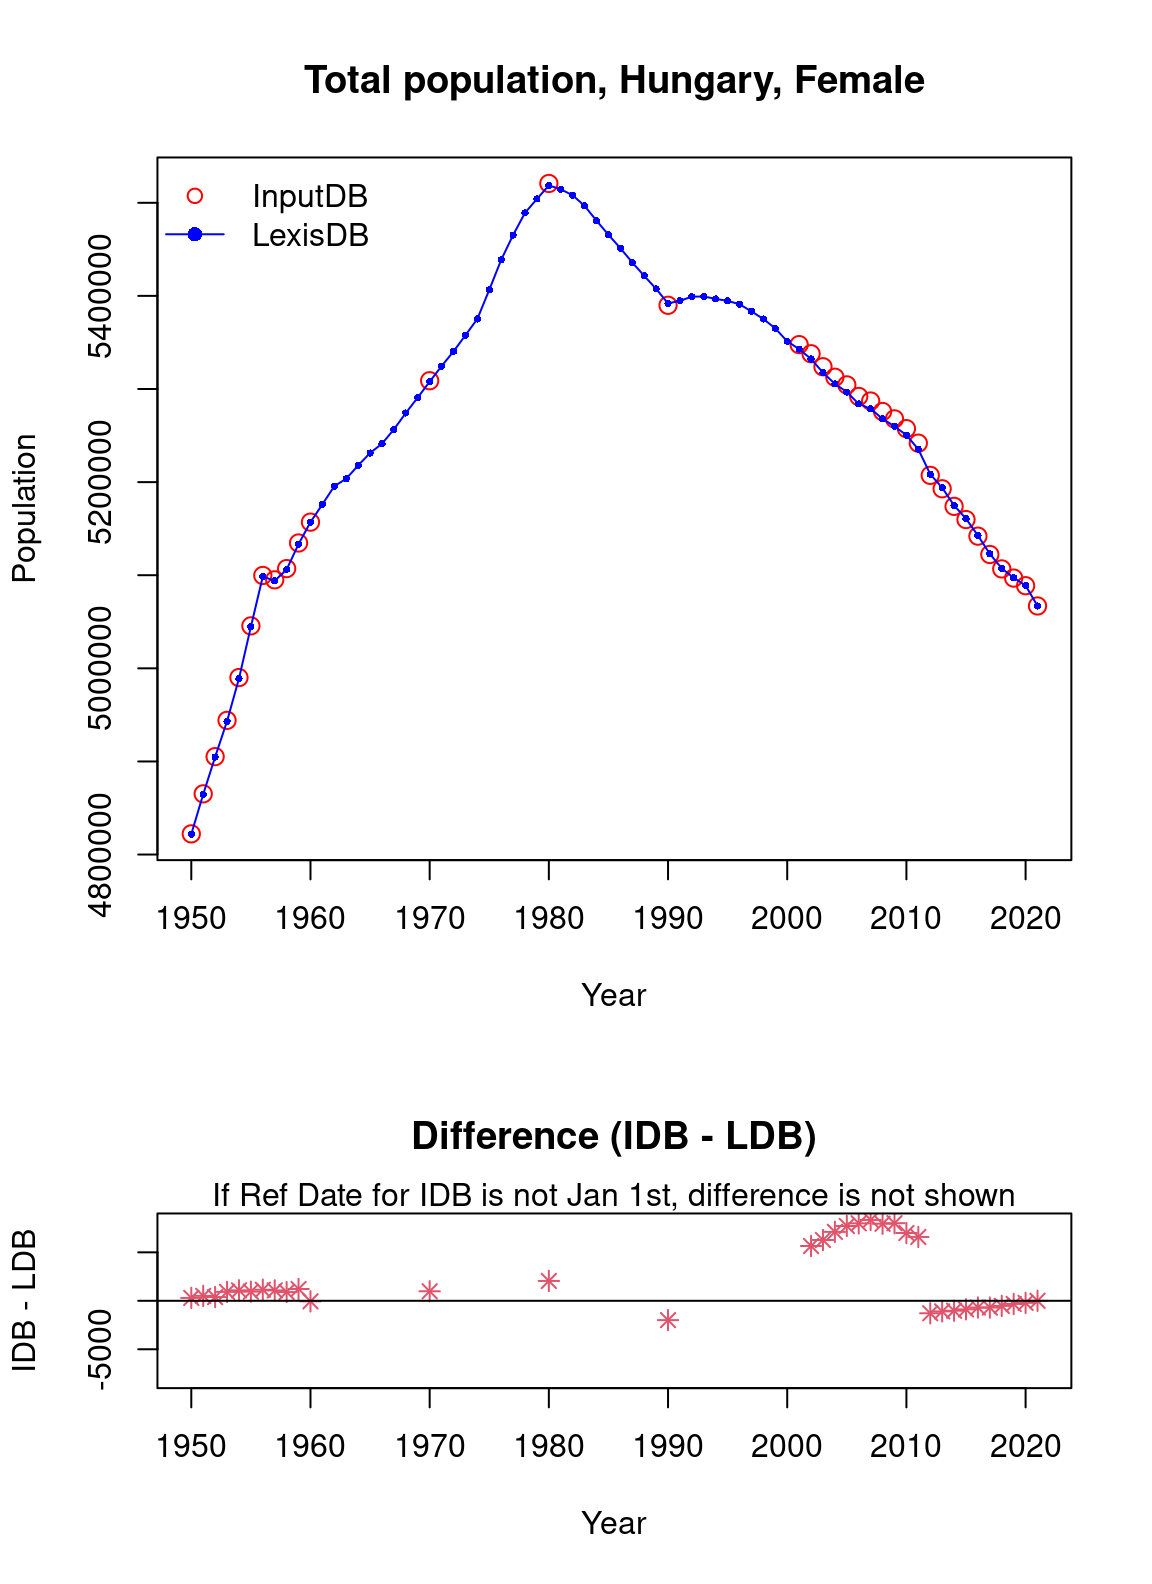 Total population, Hungary, Female
InputDB
LexisDB
Population
5400000
5200000
5000000
4800000
1950 1960 1970 1980 1990 2000 2010 2020
Year
Difference (IDB - LDB)
If Ref Date for IDB is not Jan 1st, difference is not shown
IDB - LDB
-5000
1950 1960 1970 1980 1990 2000 2010 2020
Year